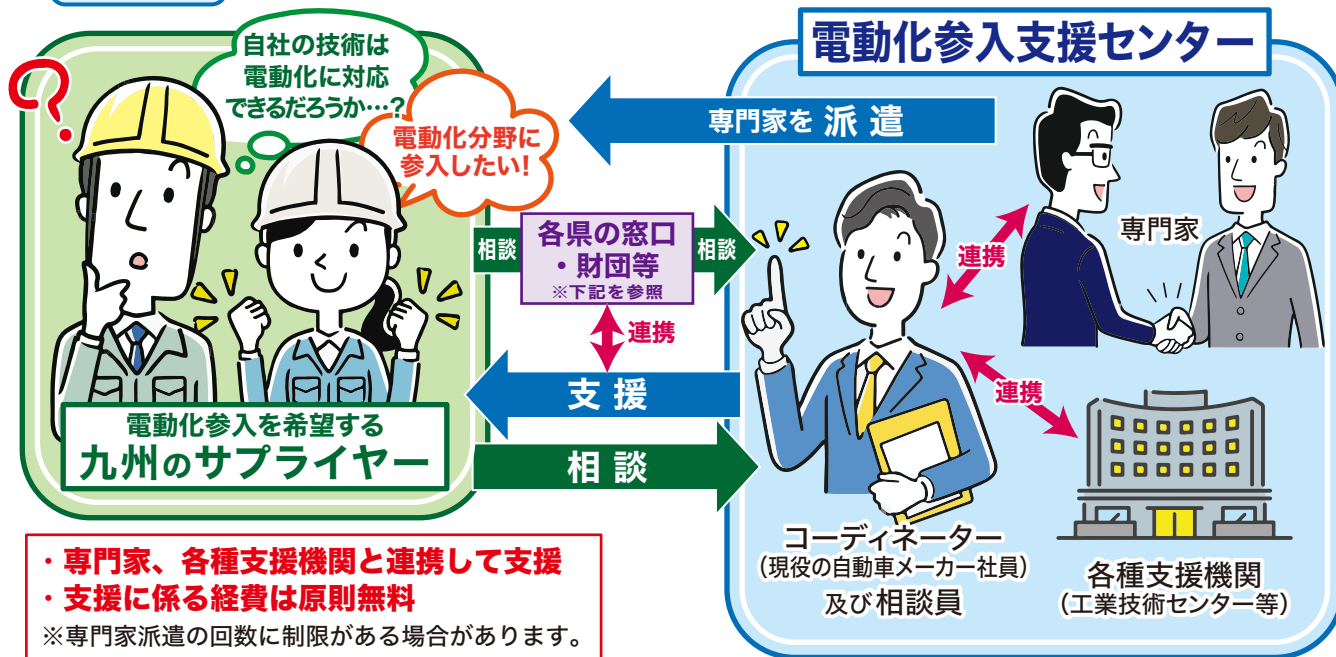 電動化参入支援センター
自社の技術は
電動化に対応
できるだろうか…?
?
電動化分野に
参入したい!
専門家を 派遣
相談
各県の窓口
・財団等
※下記を参照
相談
連携
支援
相談
電動化参入を希望する
九州のサプライヤー
連携
専門家
連携
コーディネーター
（現役の自動車メーカー社員）
及び相談員
各種支援機関
（工業技術センター等）
・専門家、各種支援機関と連携して支援
・支援に係る経費は原則無料
※専門家派遣の回数に制限がある場合があります。